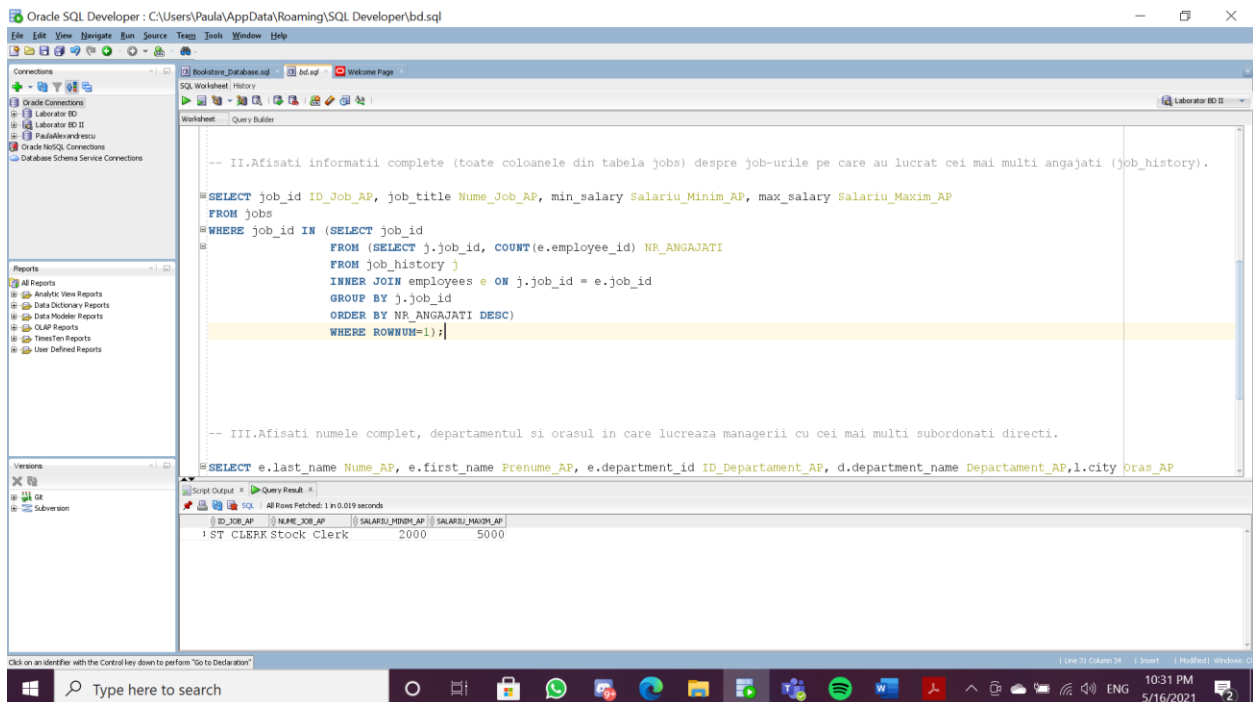 Oracle SQL Developer : C:\Users\Paula\AppData\Roaming\SQL Developer\bd.sql
File Edit View Navigate Run Source Team Tools Window Help
Connections
Oracle Connections
Laborator BD
Laborator BD II
PaulaAlexandrescu
Oracle NoSQL Connections
Database Schema Service Connections
Reports
All Reports
Analytic View Reports
Data Dictionary Reports
Data Modeler Reports
OLAP Reports
TimesTen Reports
User Defined Reports
Versions
Git
Subversion
Bookstore_Database.sql bd.sql Welcome Page
SQL Worksheet History
Laborator BD II
Worksheet Query Builder
-- II.Afisati informatii complete (toate coloanele din tabela jobs) despre job-urile pe care au lucrat cei mai multi angajati (job_history).
SELECT job_id ID_Job_AP, job_title Nume_Job_AP, min_salary Salariu_Minim_AP, max_salary Salariu_Maxim_AP
FROM jobs
WHERE job_id IN (SELECT job_id
FROM (SELECT j.job_id, COUNT(e.employee_id) NR_ANGAJATI
FROM job_history j
INNER JOIN employees e ON j.job_id = e.job_id
GROUP BY j.job_id
ORDER BY NR_ANGAJATI DESC)
WHERE ROWNUM=1);
-- III.Afisati numele complet, departamentul si orasul in care lucreaza managerii cu cei mai multi subordonati directi.
SELECT e.last_name Nume_AP, e.first_name Prenume_AP, e.department_id ID_Departament_AP, d.department_name Departament_AP,l.city Oras_AP
Script Output Query Result
SQL | All Rows Fetched: 1 in 0.019 seconds
ID_JOB_AP NUME_JOB_AP SALARIU_MINIM_AP SALARIU_MAXIM_AP
1 ST CLERK Stock Clerk 2000 5000
Click on an identifier with the Control key down to perform "Go to Declaration"
Line 31 Column 34 Insert Modified Windows: C
Type here to search
ENG
10:31 PM
5/16/2021
2